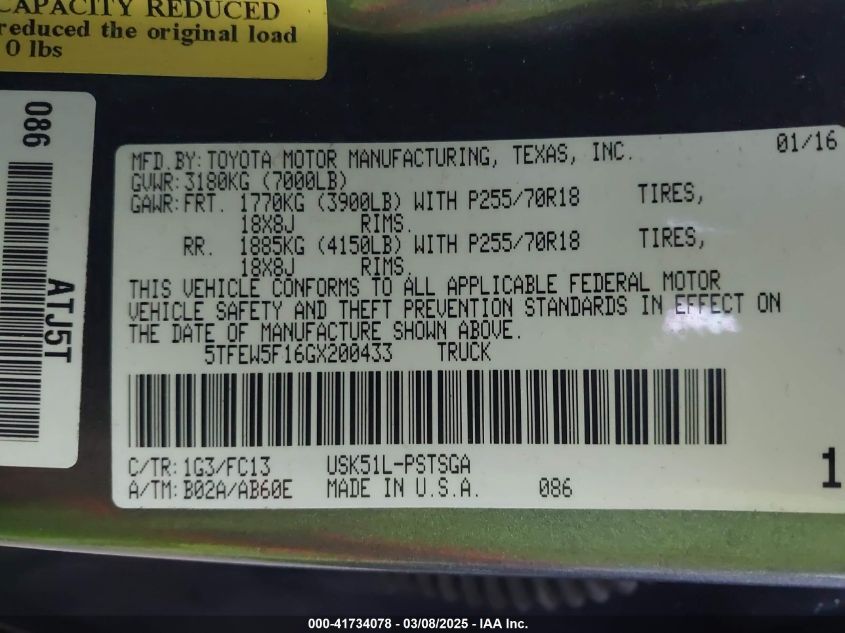 CAPACITY REDUCED
reduced the original load
0 lbs
086
ATJ5T
MFD.BY:TOYOTA MOTOR MANUFACTURING, TEXAS, INC. 01/16
GVWR:3180KG (7000LB)
GAWR:FRT. 1770KG (3900LB) WITH P255/70R18 TIRES,
18X8J RIMS.
RR. 1885KG (4150LB) WITH P255/70R18 TIRES,
18X8J RIMS.
THIS VEHICLE CONFORMS TO ALL APPLICABLE FEDERAL MOTOR
VEHICLE SAFETY AND THEFT PREVENTION STANDARDS IN EFFECT ON
THE DATE OF MANUFACTURE SHOWN ABOVE.
5TFEW5F16GX200433 TRUCK
C/TR:1G3/FC13 USK51L-PSTSGA
A/TM:B02A/AB60E MADE IN U.S.A. 086
1
000-41734078 - 03/08/2025 - IAA Inc.